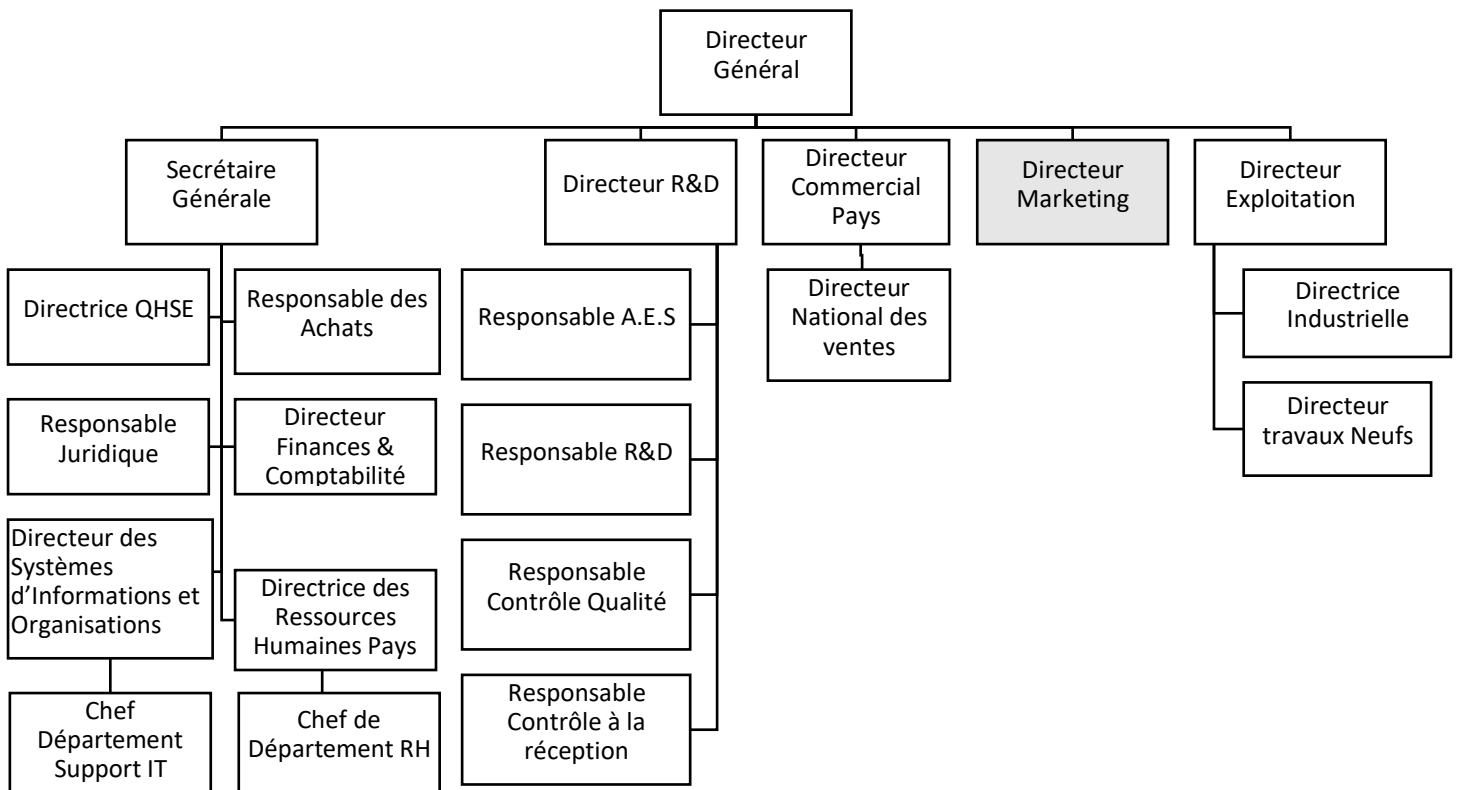 Directeur
Général
Secrétaire
Générale
Directeur R&D
Directeur
Commercial
Pays
Directeur
Marketing
Directeur
Exploitation
Directrice QHSE
Responsable des
Achats
Responsable
Juridique
Directeur
Finances &
Comptabilité
Directeur des
Systèmes
d’Informations et
Organisations
Directrice des
Ressources
Humaines Pays
Chef
Département
Support IT
Chef de
Département RH
Responsable A.E.S
Responsable R&D
Responsable
Contrôle Qualité
Responsable
Contrôle à la
réception
Directeur
National des
ventes
Directrice
Industrielle
Directeur
travaux Neufs